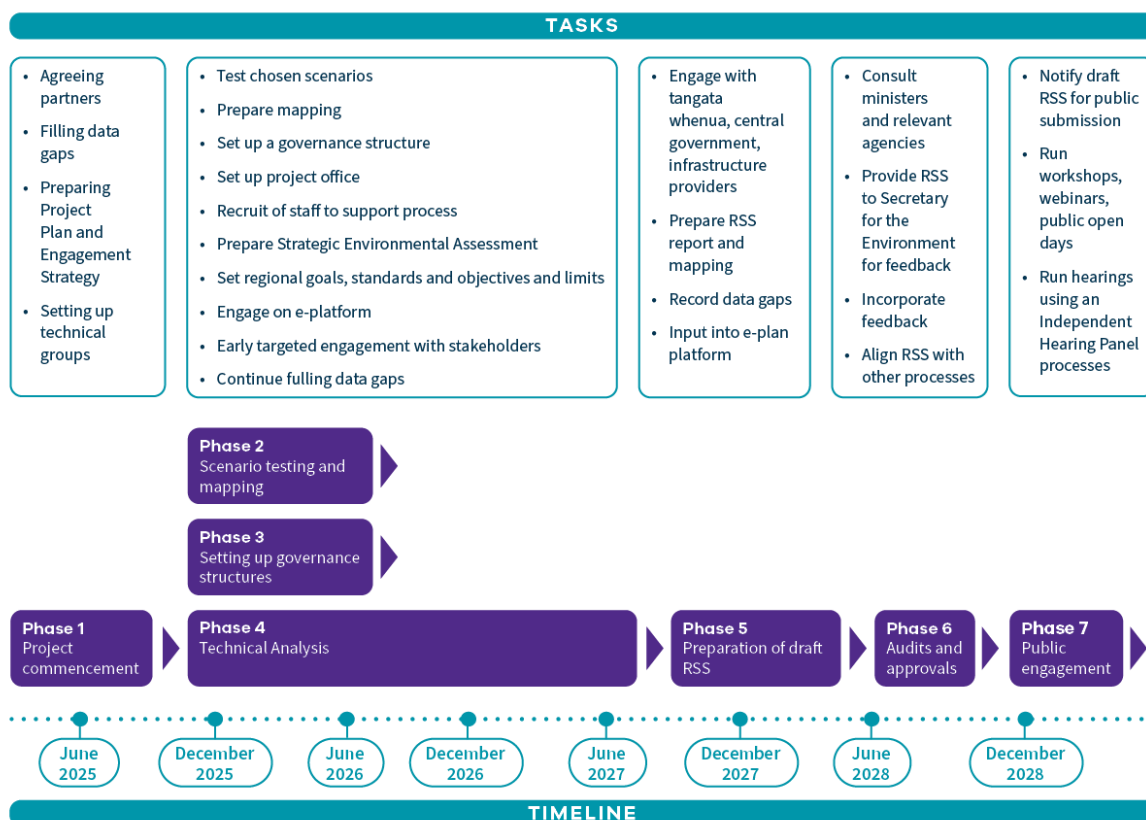 TASKS
• Agreeing
partners
• Filling data
gaps
• Preparing
Project
Plan and
Engagement
Strategy
• Setting up
technical
groups
• Test chosen scenarios
• Prepare mapping
• Set up a governance structure
• Set up project office
• Recruit of staff to support process
• Prepare Strategic Environmental Assessment
• Set regional goals, standards and objectives and limits
• Engage on e-platform
• Early targeted engagement with stakeholders
• Continue fulling data gaps
• Engage with
tangata
whenua, central
government,
infrastructure
providers
• Prepare RSS
report and
mapping
• Record data gaps
• Input into e-plan
platform
• Consult
ministers
and relevant
agencies
• Provide RSS
to Secretary
for the
Environment
for feedback
• Incorporate
feedback
• Align RSS with
other processes
• Notify draft
RSS for public
submission
• Run
workshops,
webinars,
public open
days
• Run hearings
using an
Independent
Hearing Panel
processes
Phase 2
Scenario testing and
mapping
Phase 3
Setting up governance
structures
Phase 1
Project
commencement
Phase 4
Technical Analysis
Phase 5
Preparation of draft
RSS
Phase 6
Audits and
approvals
Phase 7
Public
engagement
June
2025
December
2025
June
2026
December
2026
June
2027
December
2027
June
2028
December
2028
TIMELINE